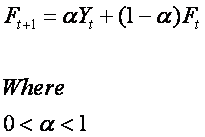 F_{t+1} = αY_t + (1 − α)F_t
Where
0 < α < 1